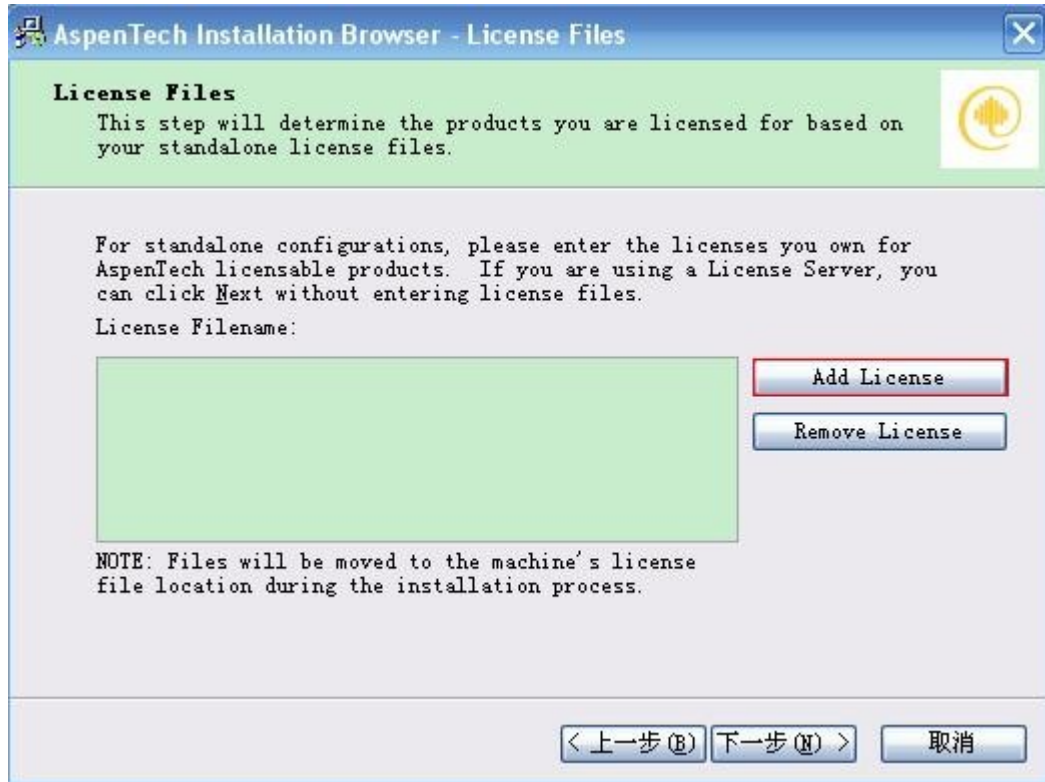 AspenTech Installation Browser - License Files
License Files
This step will determine the products you are licensed for based on
your standalone license files.
For standalone configurations, please enter the licenses you own for
AspenTech licensable products. If you are using a License Server, you
can click Next without entering license files.
License Filename:
Add License
Remove License
NOTE: Files will be moved to the machine's license
file location during the installation process.
< 上一步(B) 下一步(N) > 取消